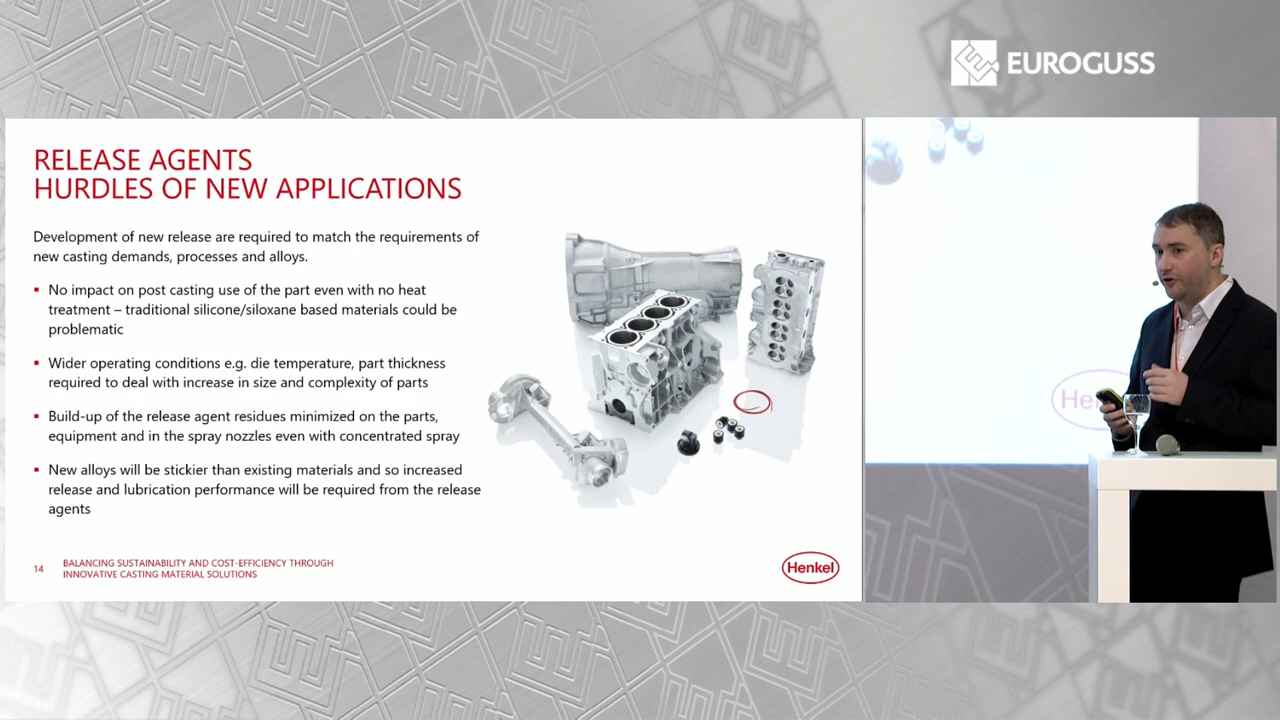 EUROGUSS
RELEASE AGENTS
HURDLES OF NEW APPLICATIONS
Development of new release are required to match the requirements of
new casting demands, processes and alloys.
No impact on post casting use of the part even with no heat
treatment – traditional silicone/siloxane based materials could be
problematic
Wider operating conditions e.g. die temperature, part thickness
required to deal with increase in size and complexity of parts
Build-up of the release agent residues minimized on the parts,
equipment and in the spray nozzles even with concentrated spray
New alloys will be stickier than existing materials and so increased
release and lubrication performance will be required from the release
agents
14
BALANCING SUSTAINABILITY AND COST-EFFICIENCY THROUGH
INNOVATIVE CASTING MATERIAL SOLUTIONS
Henkel
Hen